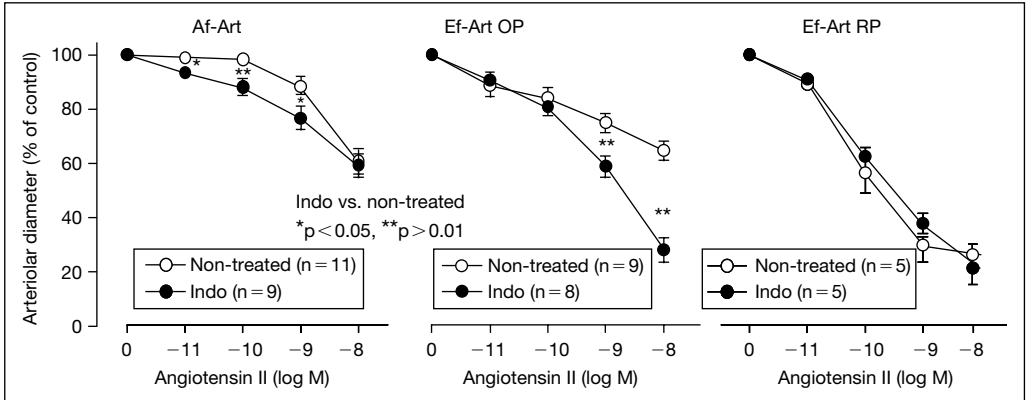 Af-Art
Ef-Art OP
Ef-Art RP
Arteriolar diameter (% of control)
100
80
60
40
20
0
*
**
*
**
**
Indo vs. non-treated
*p<0.05, **p>0.01
Non-treated (n=11)
Indo (n=9)
Non-treated (n=9)
Indo (n=8)
Non-treated (n=5)
Indo (n=5)
0 −11 −10 −9 −8
0 −11 −10 −9 −8
0 −11 −10 −9 −8
Angiotensin II (log M)
Angiotensin II (log M)
Angiotensin II (log M)